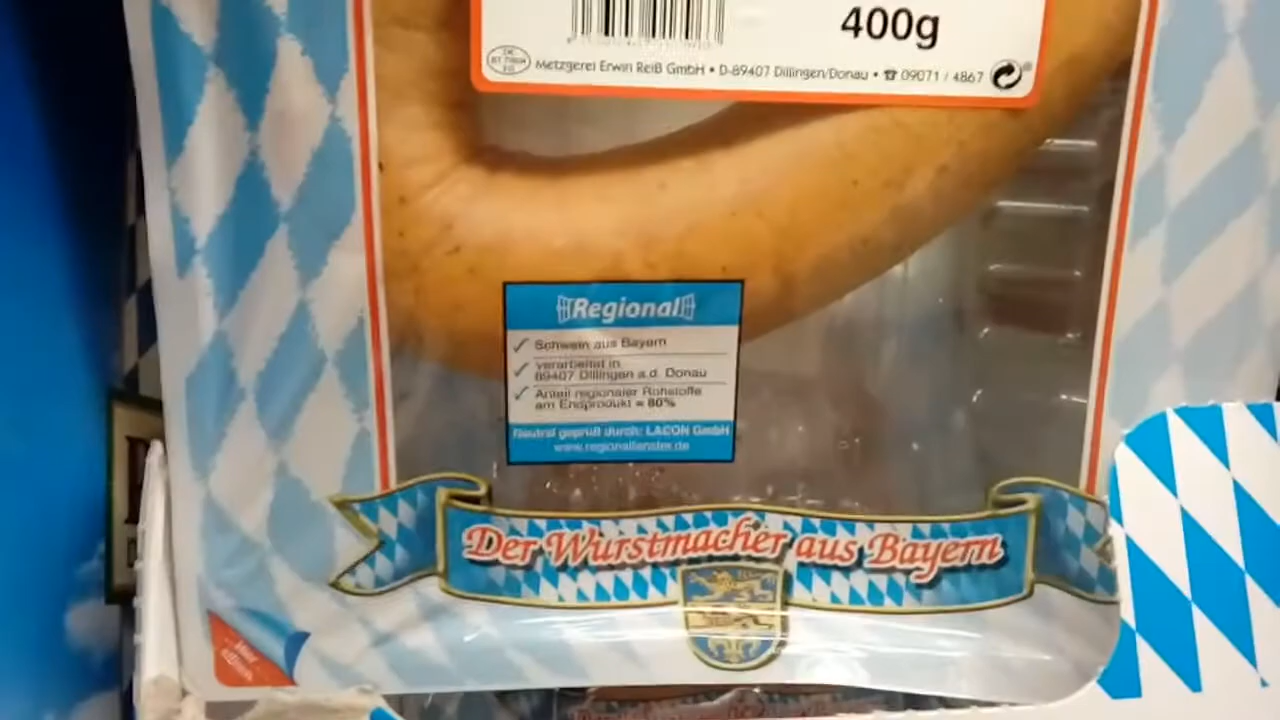 400g
Metzgerei Erwin Reiß GmbH • D-89407 Dillingen/Donau • ☎ 09071 / 4867
Regional
✓ Schwein aus Bayern
✓ verarbeitet in
89407 Dillingen a.d. Donau
✓ Anteil regionaler Rohstoffe
am Endprodukt = 80%
Neutral geprüft durch: LACON GmbH
www.regionalfenster.de
Der Wurstmacher aus Bayern